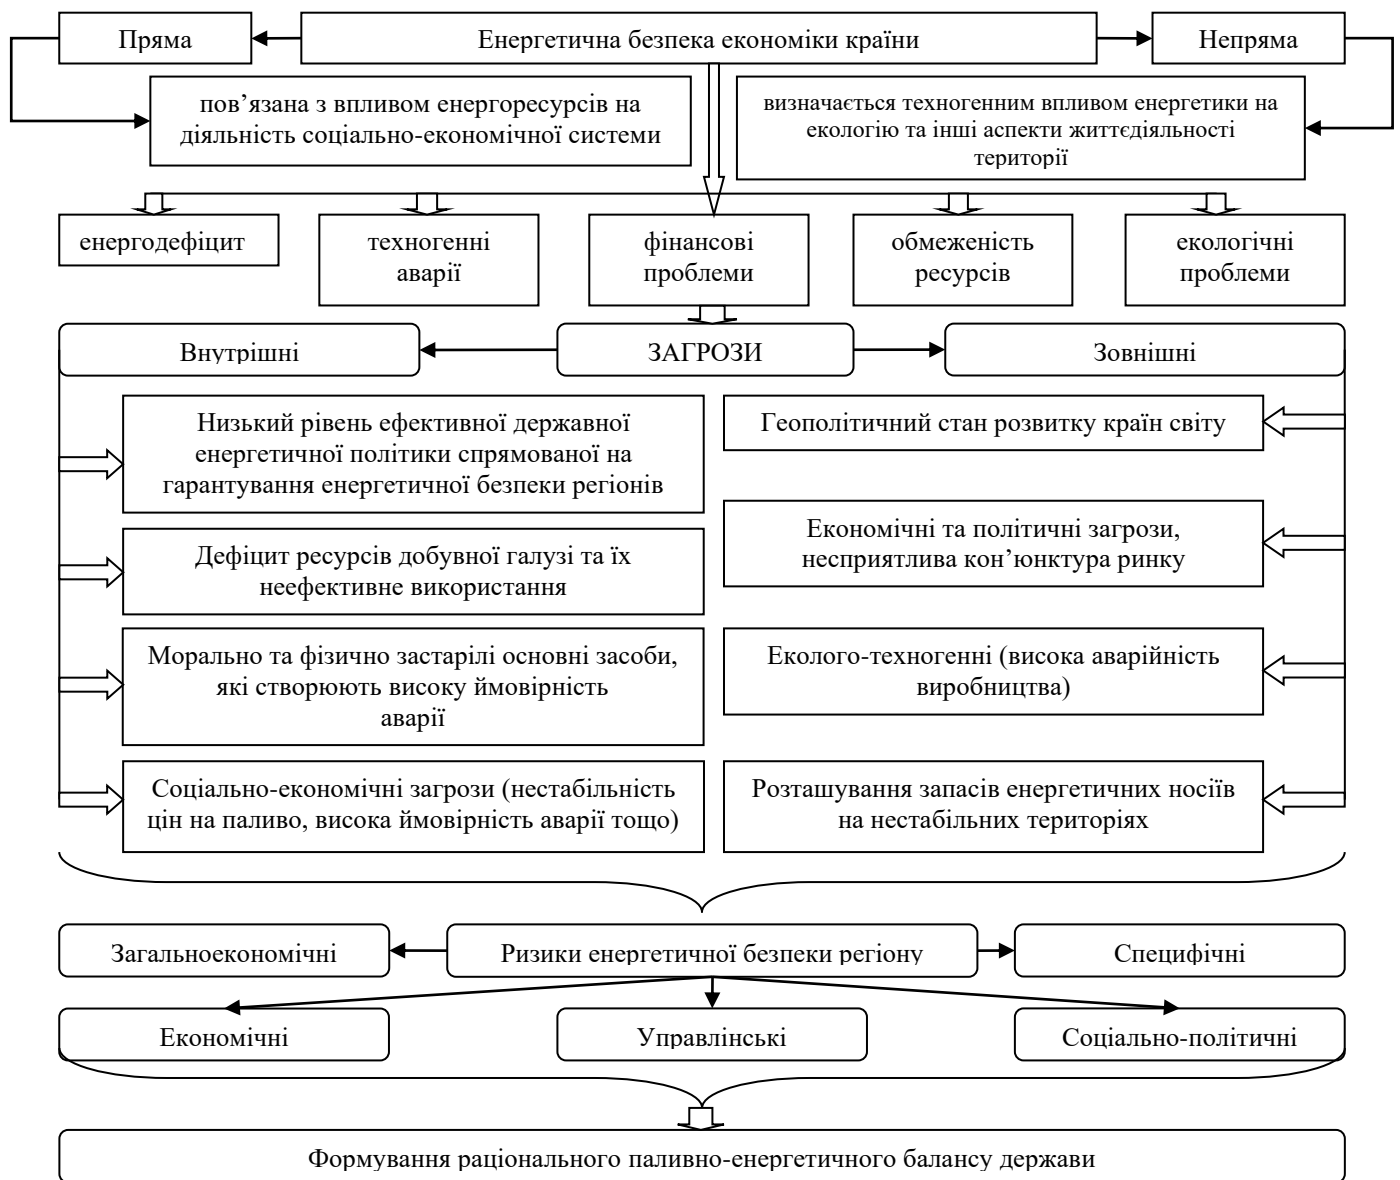 Пряма
Енергетична безпека економіки країни
Непряма
пов’язана з впливом енергоресурсів на
діяльність соціально-економічної системи
визначається техногенним впливом енергетики на
екологію та інші аспекти життєдіяльності
території
енергодефіцит
техногенні
аварії
фінансові
проблеми
обмеженість
ресурсів
екологічні
проблеми
Внутрішні
ЗАГРОЗИ
Зовнішні
Низький рівень ефективної державної
енергетичної політики спрямованої на
гарантування енергетичної безпеки регіонів
Геополітичний стан розвитку країн світу
Дефіцит ресурсів добувної галузі та їх
неефективне використання
Економічні та політичні загрози,
несприятлива кон’юнктура ринку
Морально та фізично застарілі основні засоби,
які створюють високу ймовірність
аварії
Еколого-техногенні (висока аварійність
виробництва)
Соціально-економічні загрози (нестабільність
цін на паливо, висока ймовірність аварії тощо)
Розташування запасів енергетичних носіїв
на нестабільних територіях
Загальноекономічні
Ризики енергетичної безпеки регіону
Специфічні
Економічні
Управлінські
Соціально-політичні
Формування раціонального паливно-енергетичного балансу держави